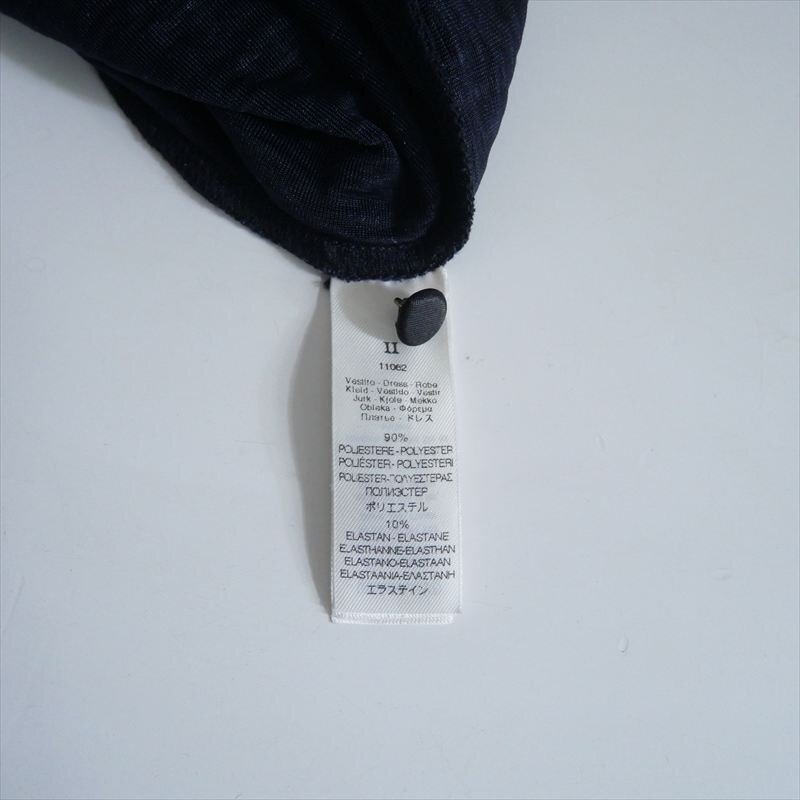 II
11062
Vestito - Dress - Robe
Kleid - Vestido - Vestir
Jurk - Kjole - Mekko
Obleka - Φόρεμα
Платье - ドレス
90%
POLIESTERE - POLYESTER
POLIÉSTER - POLYESTERI
POLIESTER-ΠΟΛΥΕΣΤΕΡΑΣ
ПОЛИЭСТЕР
ポリエステル
10%
ELASTAN - ELASTANE
ELASTHANNE-ELASTHAN
ELASTANO-ELASTAAN
ELASTAANIA-ΕΛΑΣΤΑΝΗ
エラステイン